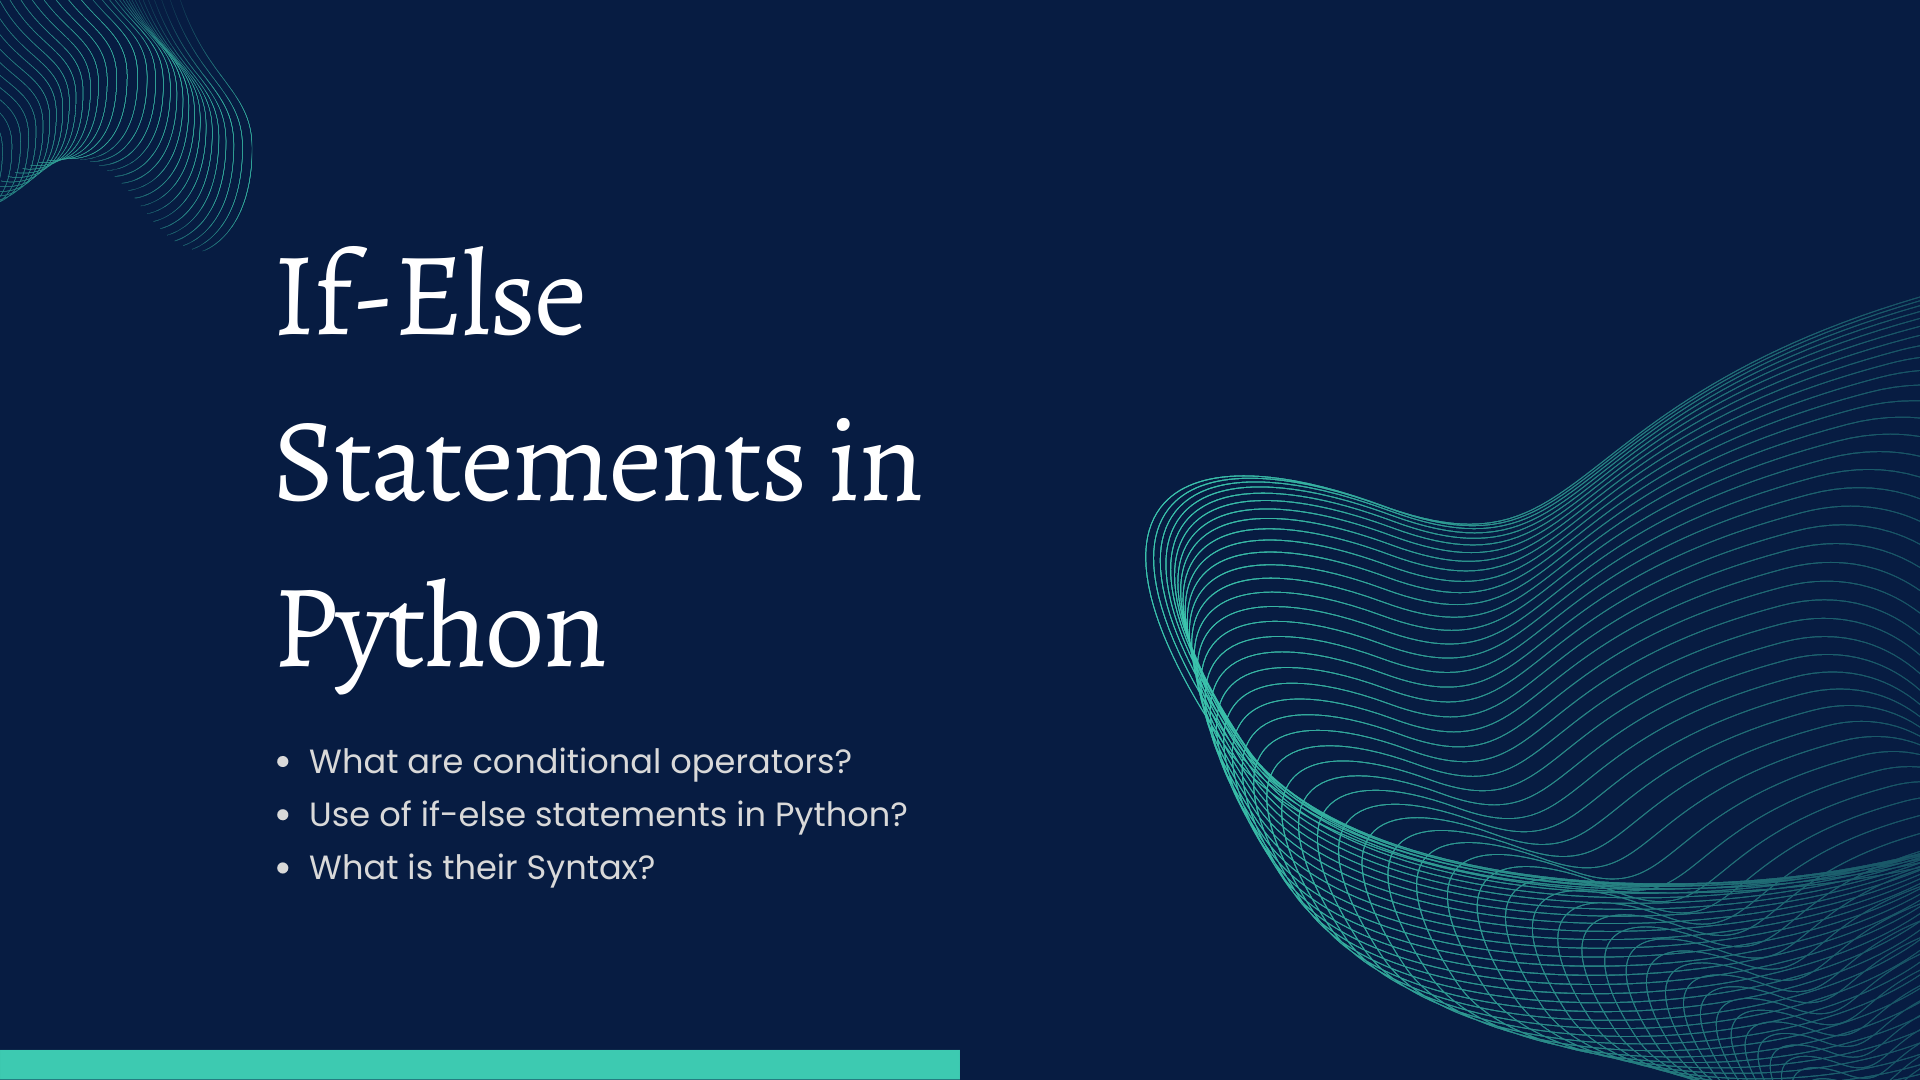 If-Else
Statements in
Python
• What are conditional operators?
• Use of if-else statements in Python?
• What is their Syntax?